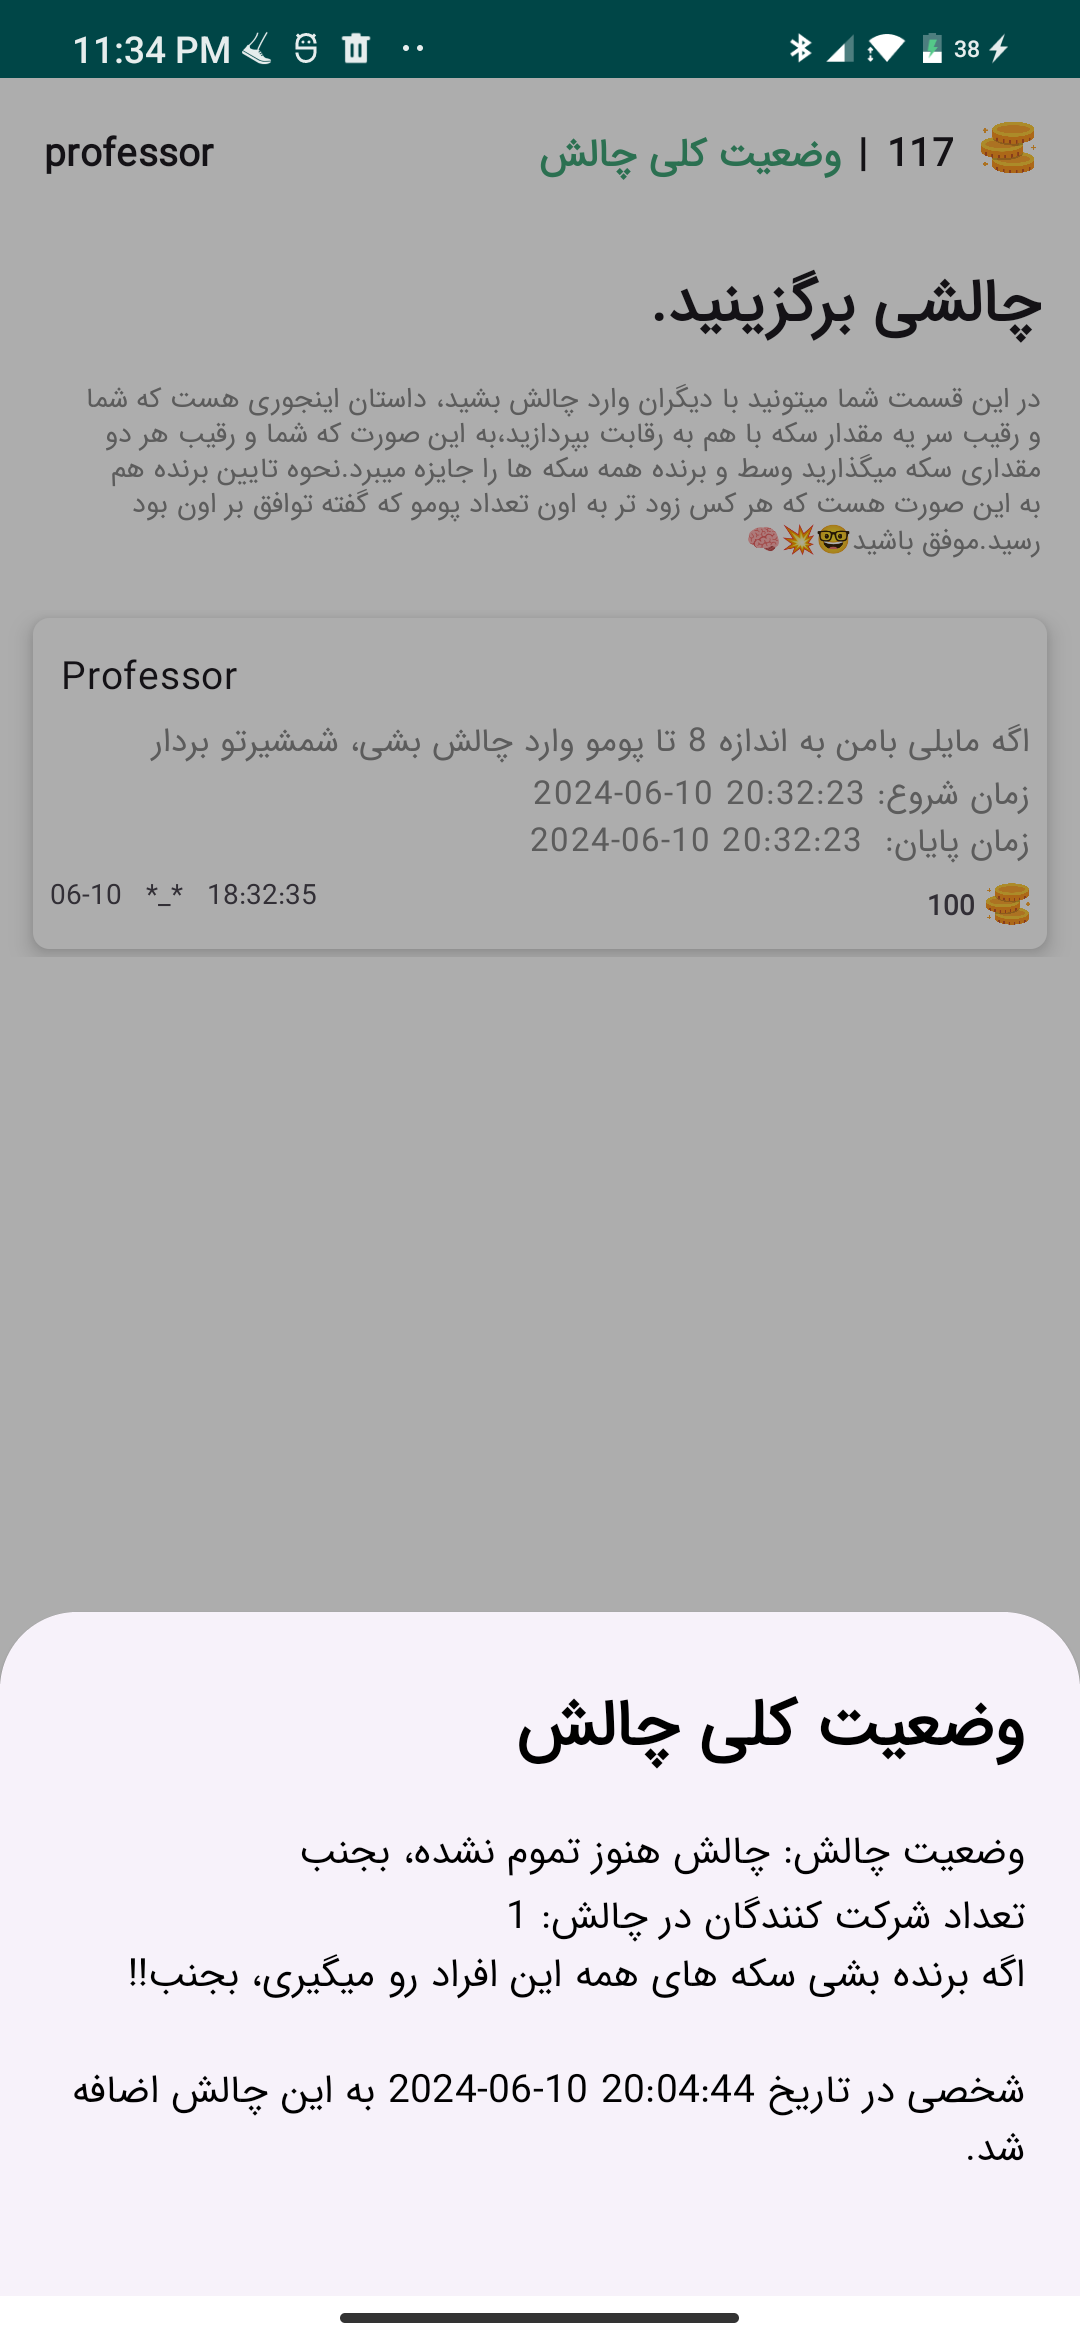 11:34 PM
38
professor
117 | وضعیت کلی چالش
چالشی برگزینید.
در این قسمت شما میتونید با دیگران وارد چالش بشید، داستان اینجوری هست که شما
و رقیب سر یه مقدار سکه با هم به رقابت بپردازید،به این صورت که شما و رقیب هر دو
مقداری سکه میگذارید وسط و برنده همه سکه ها را جایزه میبرد.نحوه تایین برنده هم
به این صورت هست که هر کس زود تر به اون تعداد پومو که گفته توافق بر اون بود
رسید.موفق باشید🤓💥🧠
Professor
اگه مایلی بامن به اندازه 8 تا پومو وارد چالش بشی، شمشیرتو بردار
زمان شروع: 2024-06-10 20:32:23
زمان پایان: 2024-06-10 20:32:23
06-10 *_* 18:32:35
100
وضعیت کلی چالش
وضعیت چالش: چالش هنوز تموم نشده، بجنب
تعداد شرکت کنندگان در چالش: 1
اگه برنده بشی سکه های همه این افراد رو میگیری، بجنب!!
شخصی در تاریخ 2024-06-10 20:04:44 به این چالش اضافه
شد.